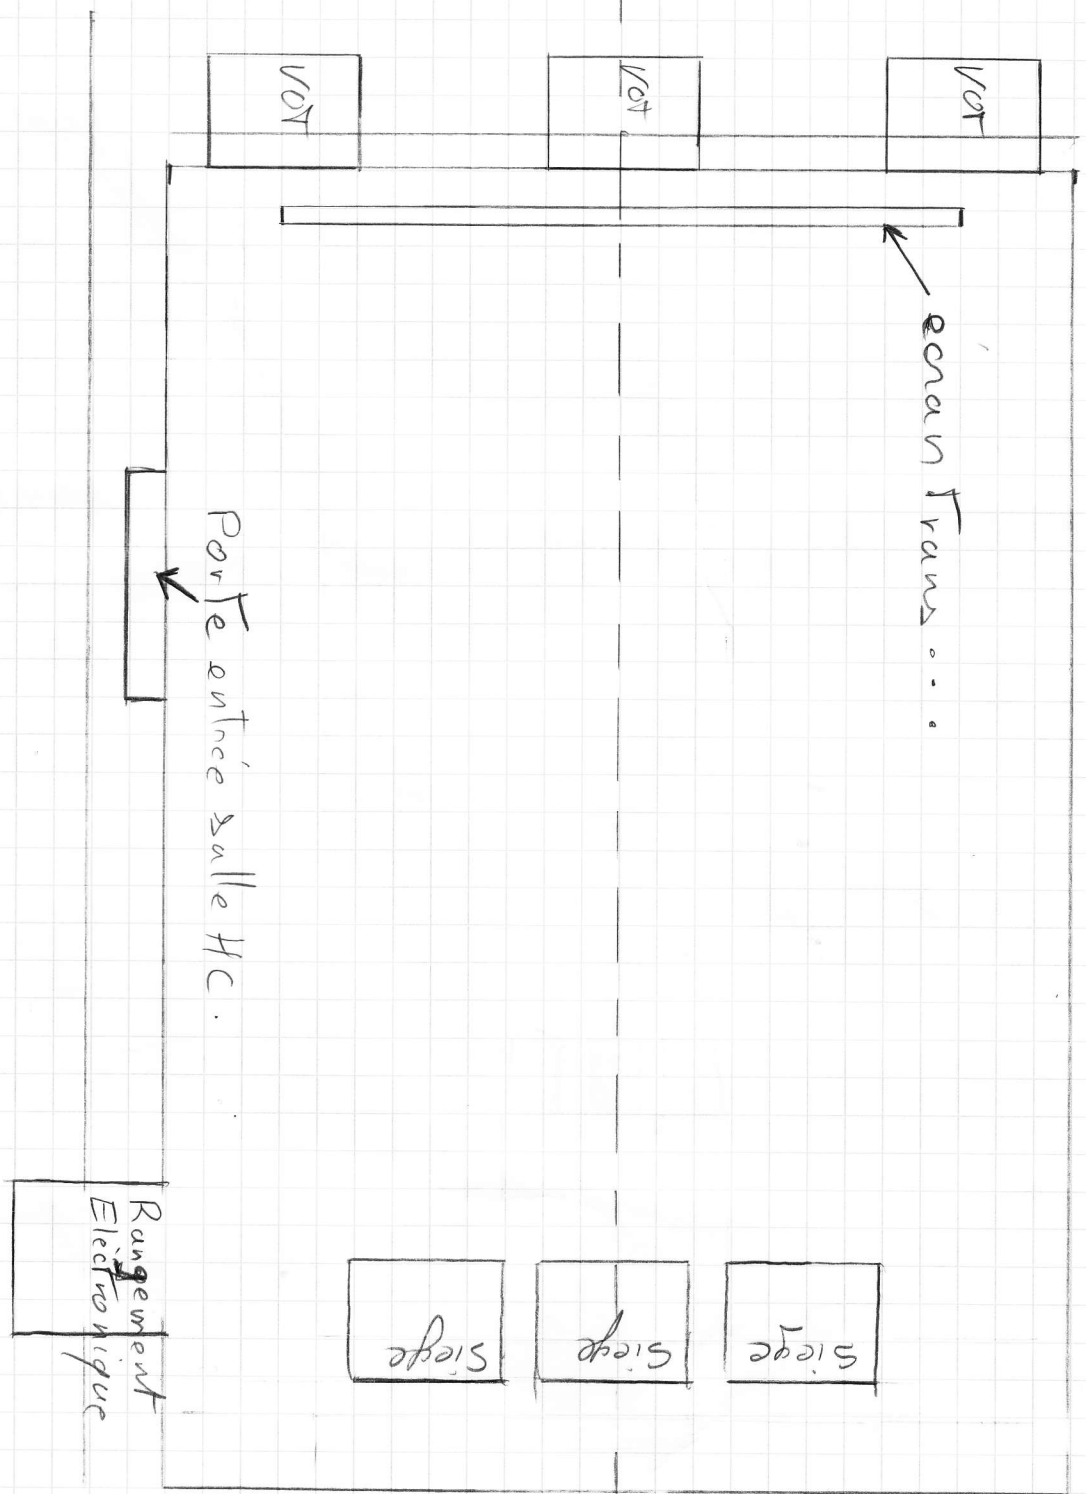 VOT
VOT
VOT
ecran Trans...
Porte entrée salle HC.
Rangement
Electronique
Siege
Siege
Siege